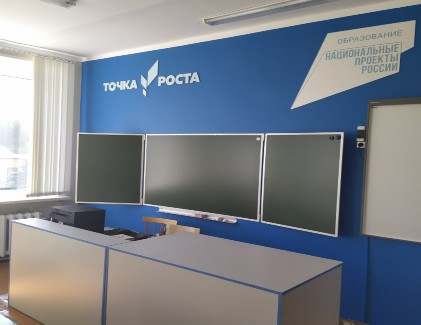 ТОЧКА РОСТА
ОБРАЗОВАНИЕ
НАЦИОНАЛЬНЫЕ
ПРОЕКТЫ
РОССИИ